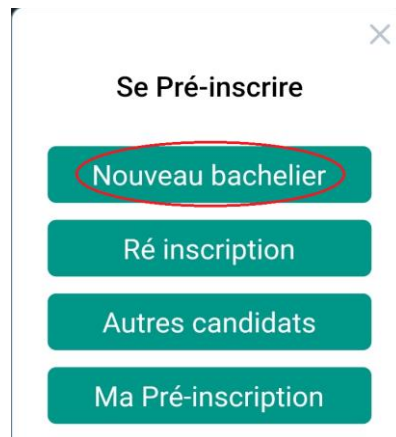 Se Pré-inscrire
Nouveau bachelier
Ré inscription
Autres candidats
Ma Pré-inscription